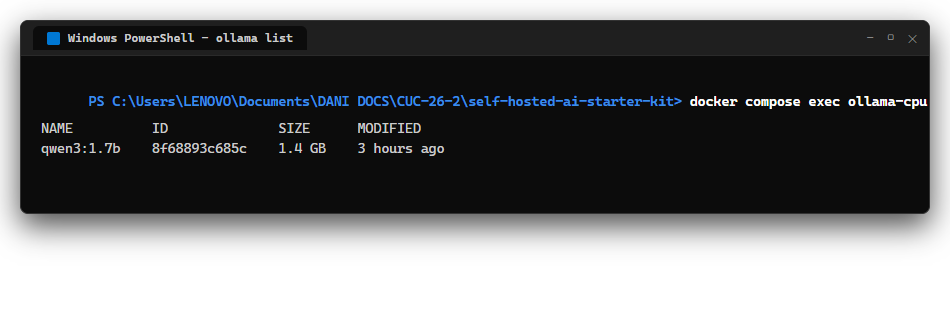 Windows PowerShell - ollama list
PS C:\Users\LENOVO\Documents\DANI DOCS\CUC-26-2\self-hosted-ai-starter-kit> docker compose exec ollama-cpu
NAME ID SIZE MODIFIED
qwen3:1.7b 8f68893c685c 1.4 GB 3 hours ago